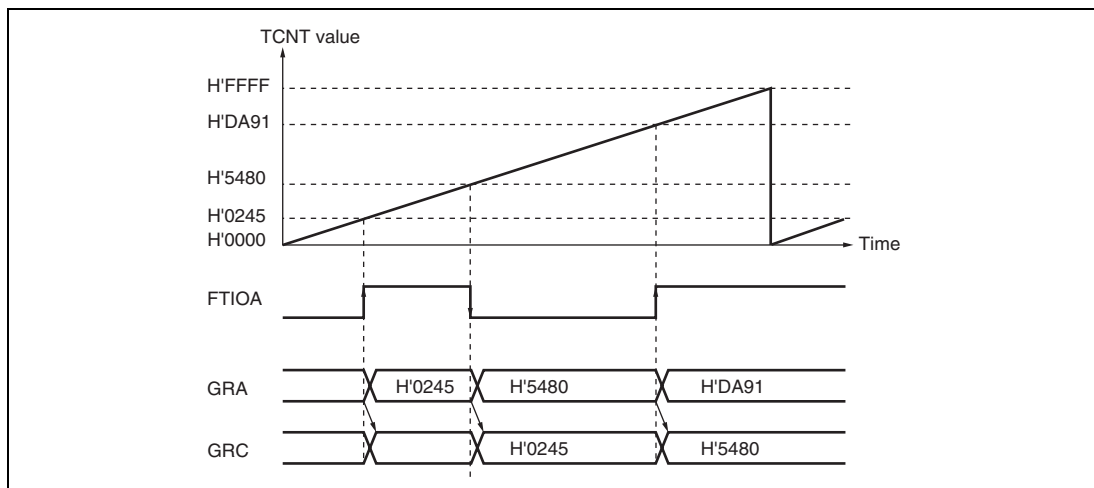 TCNT value
H'FFFF
H'DA91
H'5480
H'0245
H'0000
Time
FTIOA
GRA
H'0245
H'5480
H'DA91
GRC
H'0245
H'5480